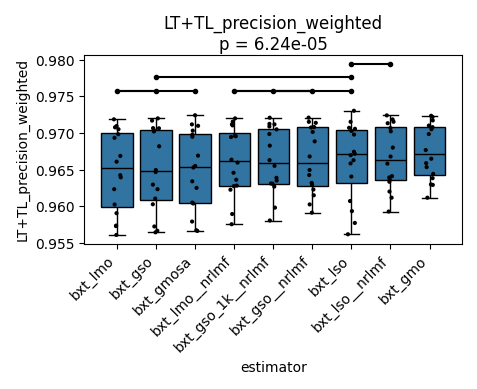 LT+TL_precision_weighted
p = 6.24e-05
LT+TL_precision_weighted
0.980
0.975
0.970
0.965
0.960
0.955
bxt_lmo
bxt_gso
bxt_gmosa
bxt_lmo__nrlmf
bxt_gso_1k__nrlmf
bxt_gso__nrlmf
bxt_lso
bxt_lso__nrlmf
bxt_gmo
estimator